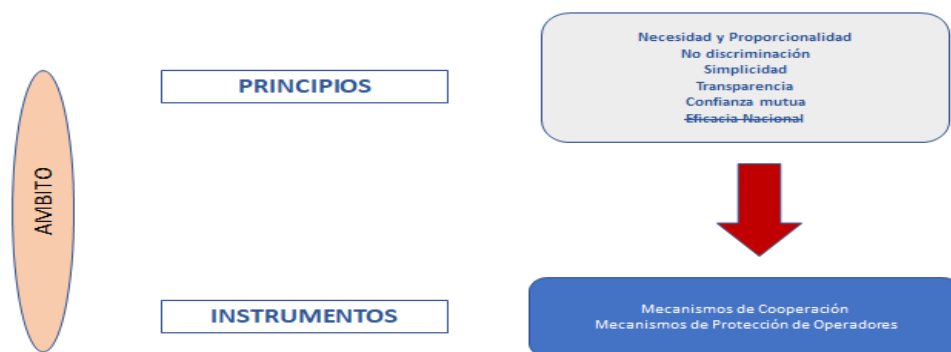 AMBITO
PRINCIPIOS
Necesidad y Proporcionalidad
No discriminación
Simplicidad
Transparencia
Confianza mutua
Eficacia Nacional
INSTRUMENTOS
Mecanismos de Cooperación
Mecanismos de Protección de Operadores